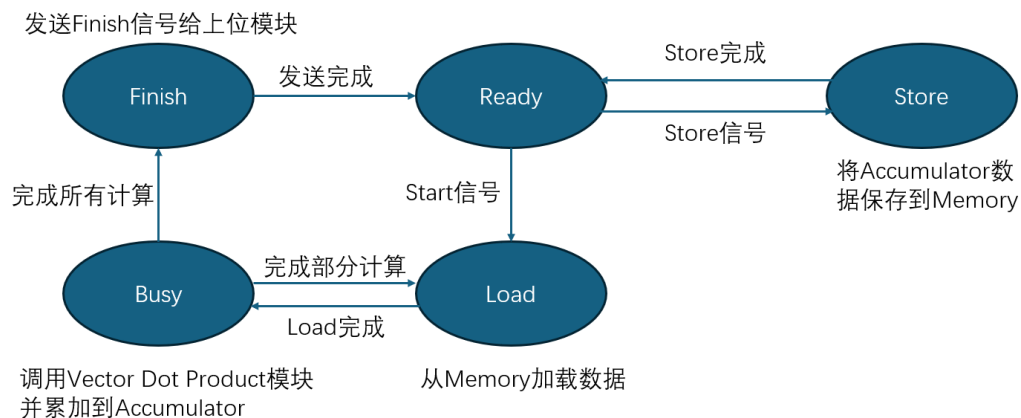 发送Finish信号给上位模块
Finish
发送完成
Ready
Store完成
Store信号
Store
将Accumulator数
据保存到Memory
完成所有计算
Start信号
Busy
完成部分计算
Load完成
Load
调用Vector Dot Product模块
并累加到Accumulator
从Memory加载数据